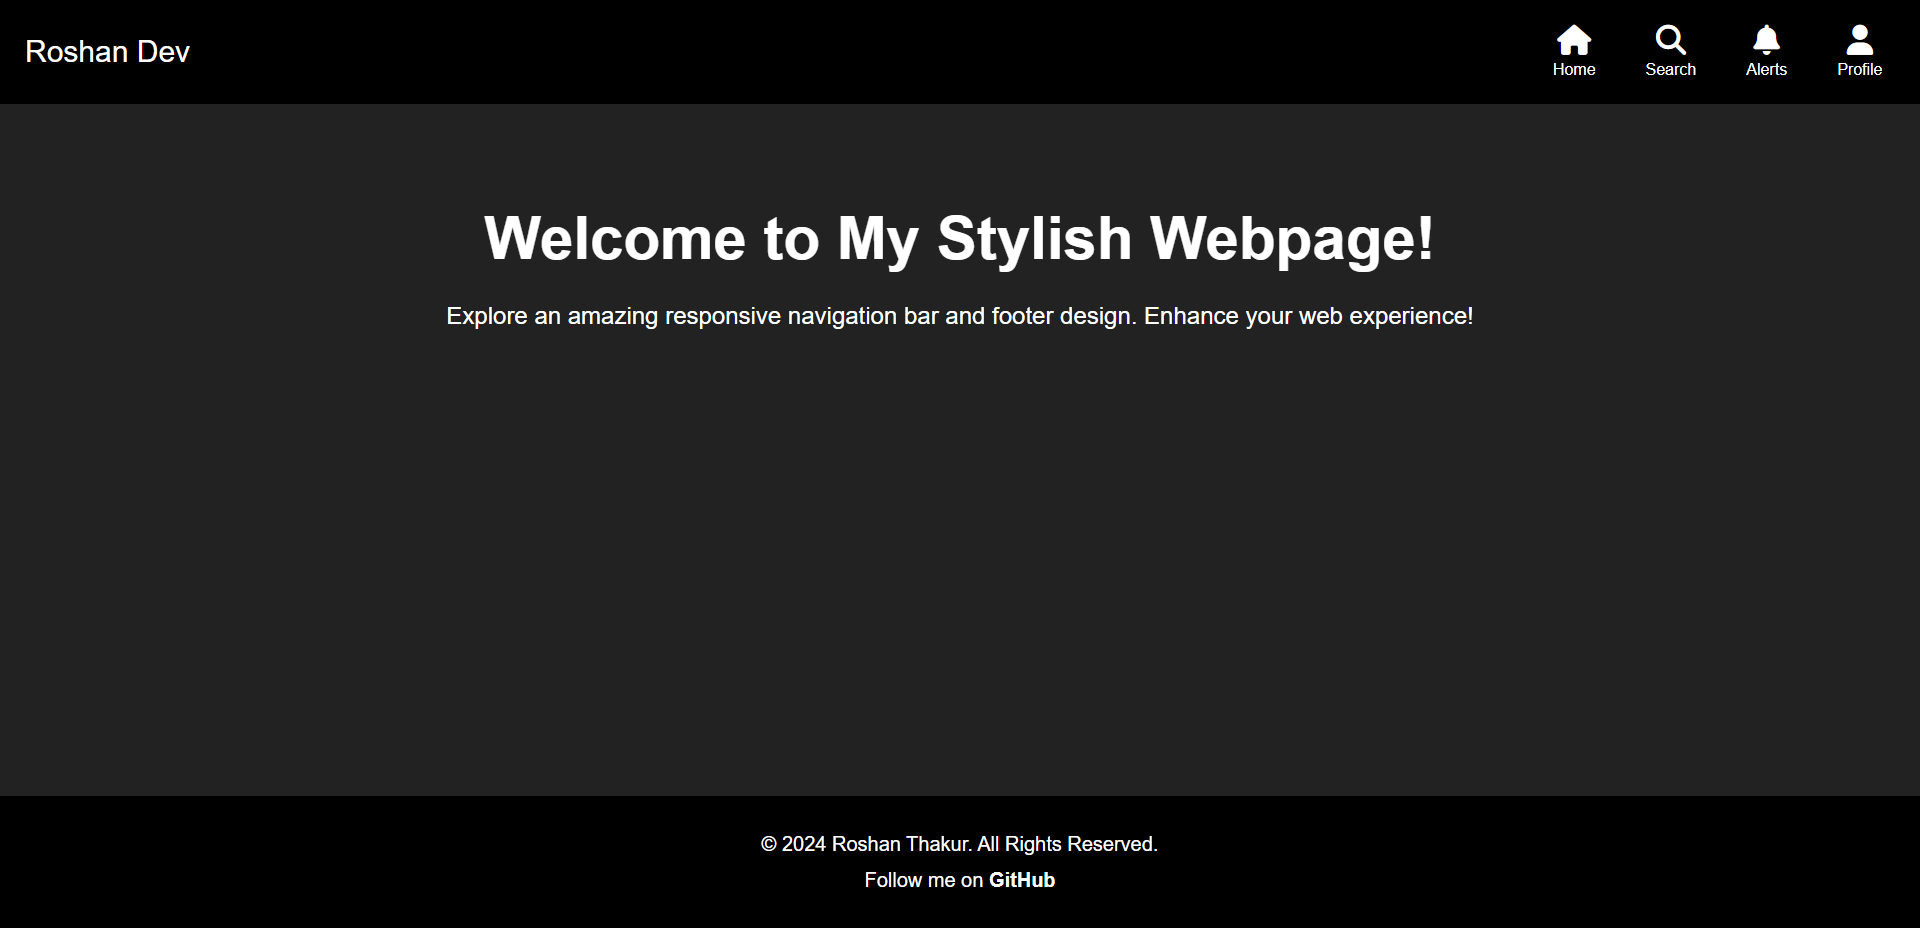 Roshan Dev
Home
Search
Alerts
Profile
Welcome to My Stylish Webpage!
Explore an amazing responsive navigation bar and footer design. Enhance your web experience!
© 2024 Roshan Thakur. All Rights Reserved.
Follow me on GitHub